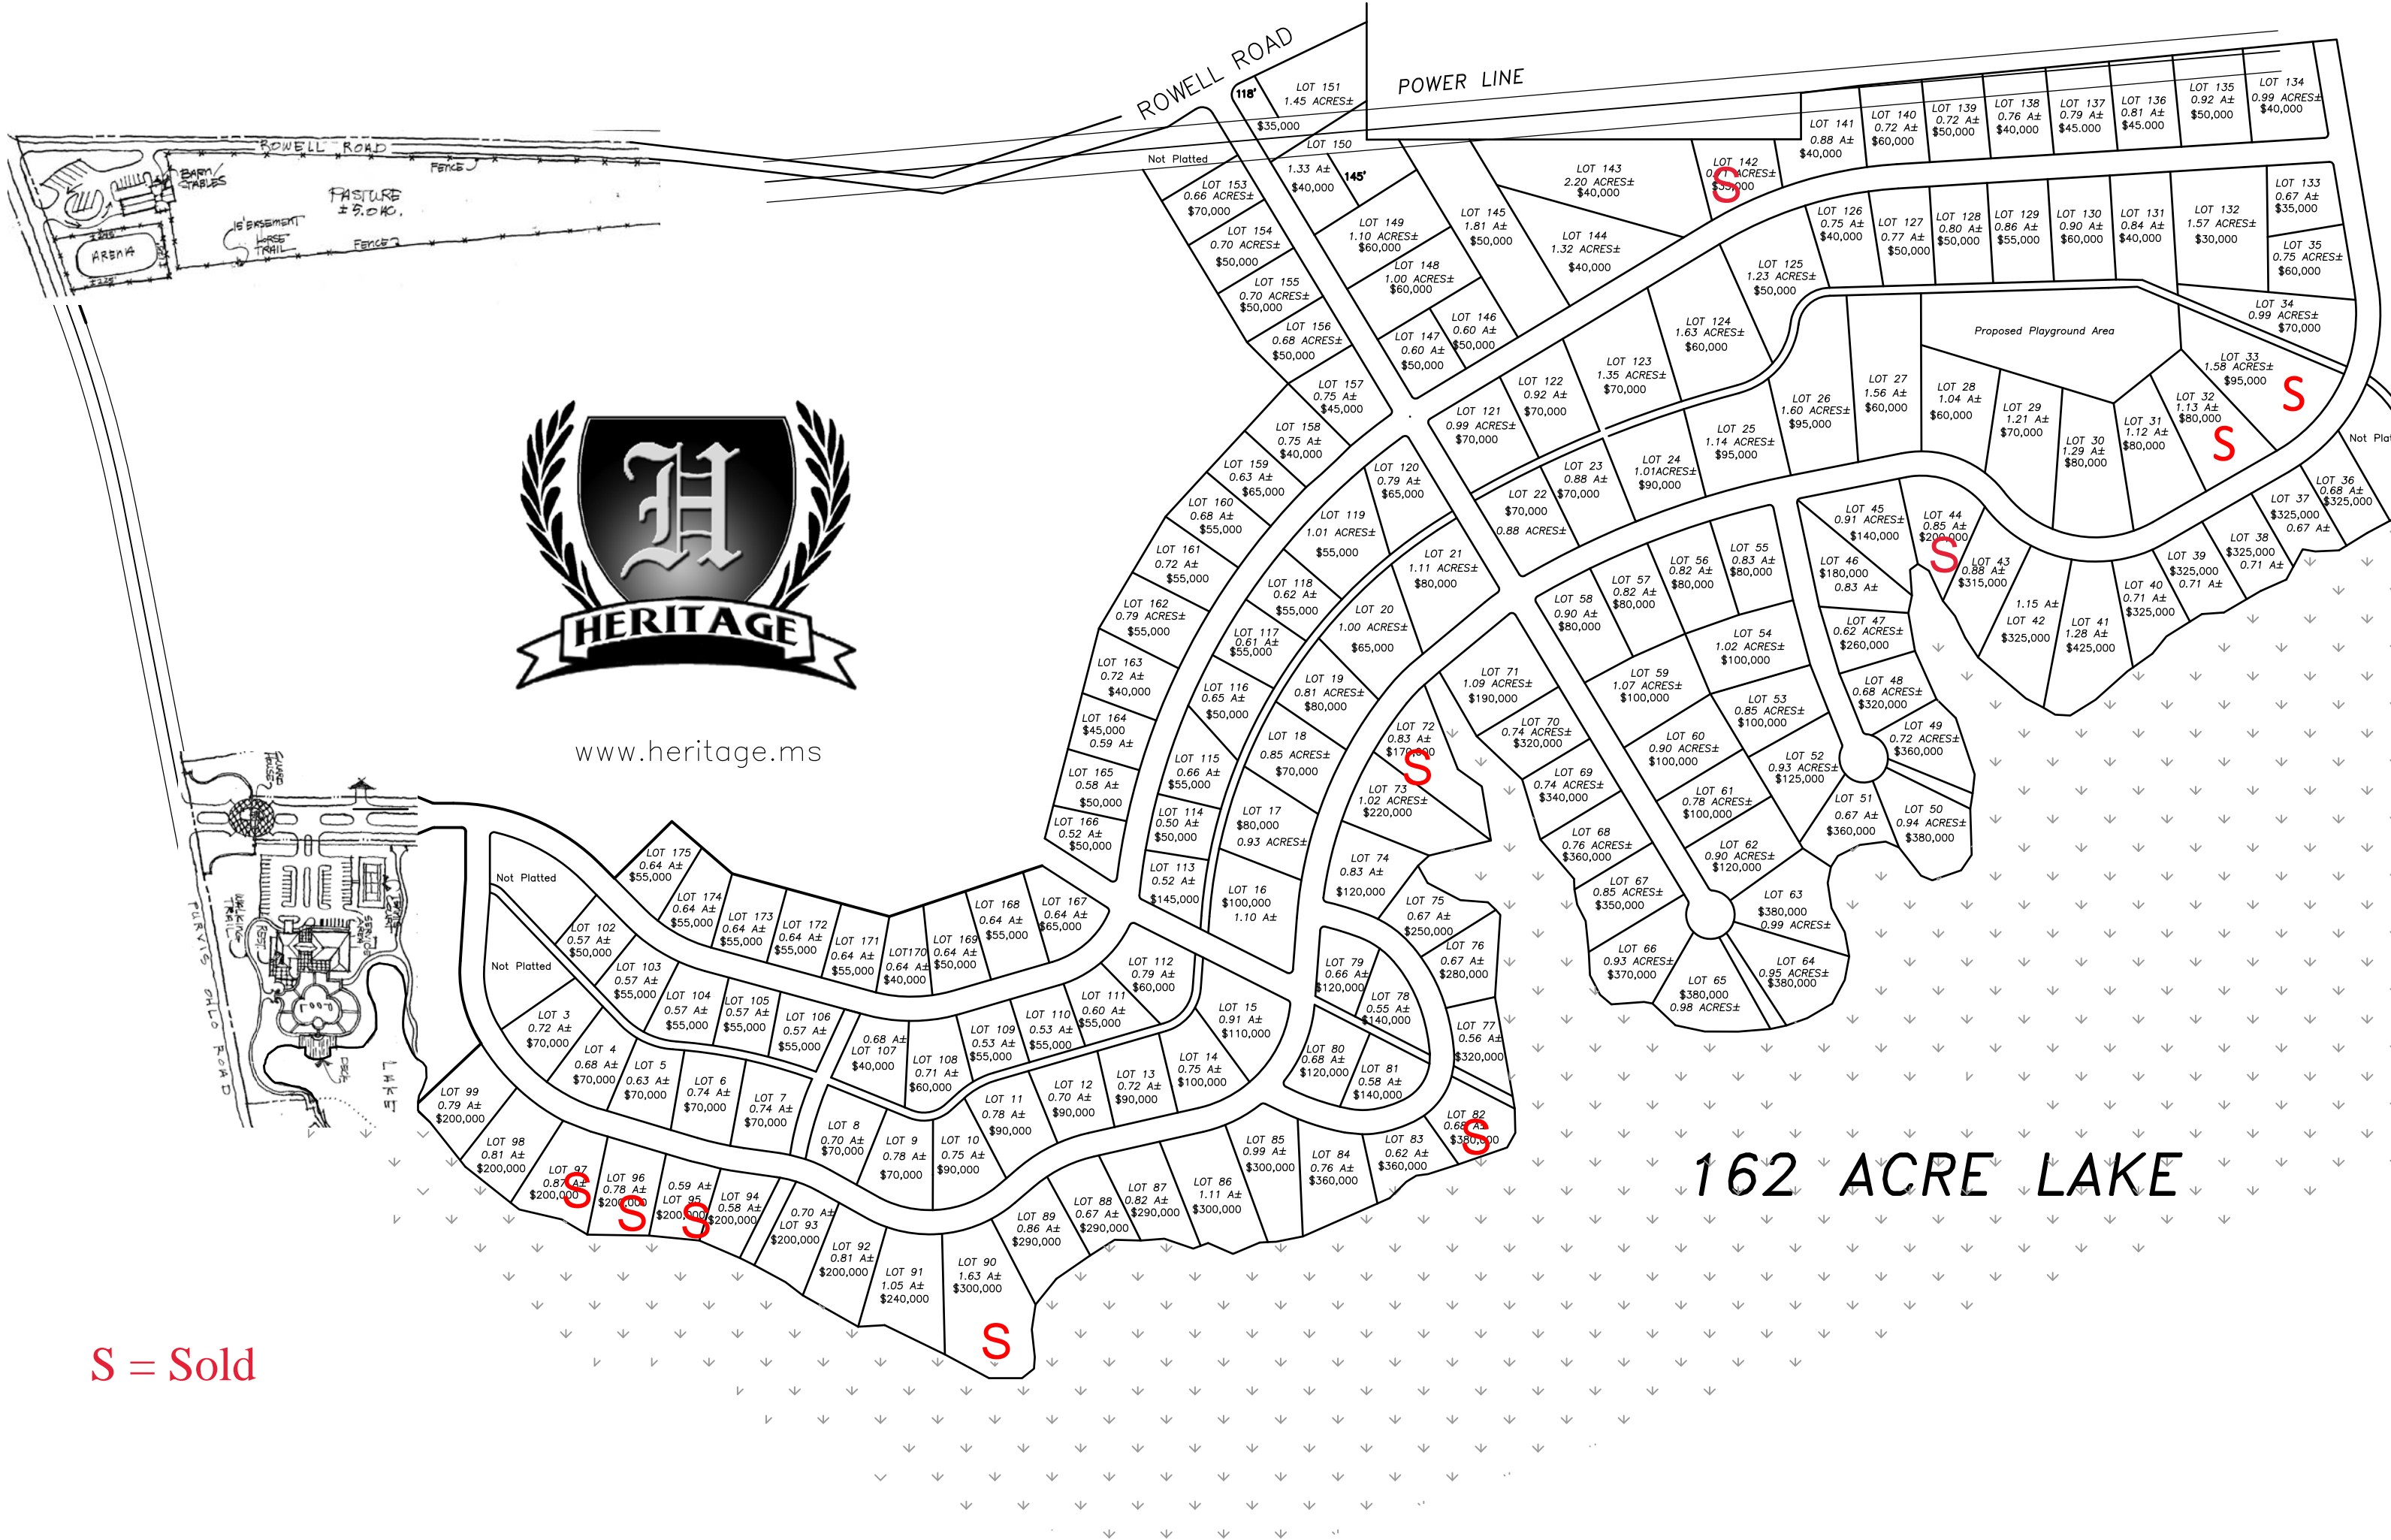 ROWELL ROAD
POWER LINE
118'
LOT 151
1.45 ACRES±
$35,000
LOT 150
1.33 A±
$40,000
145'
Not Platted
LOT 153
0.66 ACRES±
$70,000
LOT 154
0.70 ACRES±
$50,000
LOT 155
0.70 ACRES±
$50,000
LOT 156
0.68 ACRES±
$50,000
LOT 157
0.75 A±
$45,000
LOT 158
0.75 A±
$40,000
LOT 159
0.63 A±
$65,000
LOT 160
0.68 A±
$55,000
LOT 161
0.72 A±
$55,000
LOT 162
0.79 ACRES±
$55,000
LOT 163
0.72 A±
$40,000
LOT 164
$45,000
0.59 A±
LOT 165
0.58 A±
$50,000
LOT 166
0.52 A±
$50,000
LOT 149
1.10 ACRES±
$60,000
LOT 148
1.00 ACRES±
$60,000
LOT 147
0.60 A±
$50,000
LOT 146
0.60 A±
$50,000
LOT 145
1.81 A±
$50,000
LOT 143
2.20 ACRES±
$40,000
LOT 144
1.32 ACRES±
$40,000
LOT 142
S
LOT 141
0.88 A±
$40,000
LOT 140
0.72 A±
$60,000
LOT 139
0.72 A±
$50,000
LOT 138
0.76 A±
$40,000
LOT 137
0.79 A±
$45.000
LOT 136
0.81 A±
$45.000
LOT 135
0.92 A±
$50,000
LOT 134
0.99 ACRES±
$40,000
LOT 133
0.67 A±
$35,000
LOT 132
1.57 ACRES±
$30,000
LOT 131
0.84 A±
$40,000
LOT 130
0.90 A±
$60,000
LOT 129
0.86 A±
$55,000
LOT 128
0.80 A±
$50,000
LOT 127
0.77 A±
$50,000
LOT 126
0.75 A±
$40,000
LOT 125
1.23 ACRES±
$50,000
LOT 124
1.63 ACRES±
$60,000
LOT 123
1.35 ACRES±
$70,000
LOT 122
0.92 A±
$70,000
LOT 121
0.99 ACRES±
$70,000
LOT 35
0.75 ACRES±
$60,000
LOT 34
0.99 ACRES±
$70,000
Proposed Playground Area
LOT 33
1.58 ACRES±
$95,000
S
LOT 32
1.13 A±
$80,000
S
LOT 31
1.12 A±
$80,000
LOT 30
1.29 A±
$80,000
LOT 29
1.21 A±
$70,000
LOT 28
1.04 A±
$60,000
LOT 27
1.56 A±
$60,000
LOT 26
1.60 ACRES±
$95,000
LOT 25
1.14 ACRES±
$95,000
LOT 24
1.01ACRES±
$90,000
LOT 23
0.88 A±
$70,000
LOT 22
$70,000
0.88 ACRES±
Not Pla
LOT 36
0.68 A±
$325,000
LOT 37
$325,000
0.67 A±
LOT 38
$325,000
0.71 A±
LOT 39
$325,000
0.71 A±
LOT 40
0.71 A±
$325,000
LOT 41
1.28 A±
$425,000
1.15 A±
LOT 42
$325,000
LOT 43
0.88 A±
$315,000
LOT 44
0.85 A±
$200,000
S
LOT 45
0.91 ACRES±
$140,000
LOT 46
$180,000
0.83 A±
LOT 47
0.62 ACRES±
$260,000
LOT 48
0.68 ACRES±
$320,000
LOT 49
0.72 ACRES±
$360,000
LOT 50
0.94 ACRES±
$380,000
LOT 51
0.67 A±
$360,000
LOT 52
0.93 ACRES±
$125,000
LOT 53
0.85 ACRES±
$100,000
LOT 54
1.02 ACRES±
$100,000
LOT 55
0.83 A±
$80,000
LOT 56
0.82 A±
$80,000
LOT 57
0.82 A±
$80,000
LOT 58
0.90 A±
$80,000
LOT 59
1.07 ACRES±
$100,000
LOT 60
0.90 ACRES±
$100,000
LOT 61
0.78 ACRES±
$100,000
LOT 62
0.90 ACRES±
$120,000
LOT 63
$380,000
0.99 ACRES±
LOT 64
0.95 ACRES±
$380,000
LOT 65
$380,000
0.98 ACRES±
LOT 66
0.93 ACRES±
$370,000
LOT 67
0.85 ACRES±
$350,000
LOT 68
0.76 ACRES±
$360,000
LOT 69
0.74 ACRES±
$340,000
LOT 70
0.74 ACRES±
$320,000
LOT 71
1.09 ACRES±
$190,000
LOT 72
0.83 A±
$170,000
S
LOT 73
1.02 ACRES±
$220,000
LOT 74
0.83 A±
$120,000
LOT 75
0.67 A±
$250,000
LOT 76
0.67 A±
$280,000
LOT 77
0.56 A±
$320,000
LOT 78
0.55 A±
$140,000
LOT 79
0.66 A±
$120,000
LOT 80
0.68 A±
$120,000
LOT 81
0.58 A±
$140,000
LOT 82
0.68 A±
$380,000
S
LOT 83
0.62 A±
$360,000
LOT 84
0.76 A±
$360,000
LOT 85
0.99 A±
$300,000
LOT 86
1.11 A±
$300,000
LOT 87
0.82 A±
$290,000
LOT 88
0.67 A±
$290,000
LOT 89
0.86 A±
$290,000
LOT 90
1.63 A±
$300,000
S
LOT 91
1.05 A±
$240,000
LOT 92
0.81 A±
$200,000
0.70 A±
LOT 93
$200,000
LOT 94
0.58 A±
$200,000
0.59 A±
LOT 95
$200,000
S
LOT 96
0.78 A±
$200,000
S
LOT 97
0.87 A±
$200,000
S
LOT 98
0.81 A±
$200,000
LOT 99
0.79 A±
$200,000
LOT 120
0.79 A±
$65,000
LOT 119
1.01 ACRES±
$55,000
LOT 118
0.62 A±
$55,000
LOT 117
0.61 A±
$55,000
LOT 116
0.65 A±
$50,000
LOT 115
0.66 A±
$55,000
LOT 114
0.50 A±
$50,000
LOT 113
0.52 A±
$145,000
LOT 21
1.11 ACRES±
$80,000
LOT 20
1.00 ACRES±
$65,000
LOT 19
0.81 ACRES±
$80,000
LOT 18
0.85 ACRES±
$70,000
LOT 17
$80,000
0.93 ACRES±
LOT 16
$100,000
1.10 A±
LOT 15
0.91 A±
$110,000
LOT 14
0.75 A±
$100,000
LOT 13
0.72 A±
$90,000
LOT 12
0.70 A±
$90,000
LOT 11
0.78 A±
$90,000
LOT 10
0.75 A±
$90,000
LOT 9
0.78 A±
$70,000
LOT 8
0.70 A±
$70,000
LOT 7
0.74 A±
$70,000
LOT 6
0.74 A±
$70,000
LOT 5
0.63 A±
$70,000
LOT 4
0.68 A±
$70,000
LOT 3
0.72 A±
$70,000
Not Platted
Not Platted
LOT 102
0.57 A±
$50,000
LOT 103
0.57 A±
$55,000
LOT 104
0.57 A±
$55,000
LOT 105
0.57 A±
$55,000
LOT 106
0.57 A±
$55,000
0.68 A±
LOT 107
$40,000
LOT 108
0.71 A±
$60,000
LOT 109
0.53 A±
$55,000
LOT 110
0.53 A±
$55,000
LOT 111
0.60 A±
$55,000
LOT 112
0.79 A±
$60,000
LOT 175
0.64 A±
$55,000
LOT 174
0.64 A±
$55,000
LOT 173
0.64 A±
$55,000
LOT 172
0.64 A±
$55,000
LOT 171
0.64 A±
$55,000
LOT170
0.64 A±
$40,000
LOT 169
0.64 A±
$50,000
LOT 168
0.64 A±
$55,000
LOT 167
0.64 A±
$65,000
ROWELL ROAD
BARN/
STABLES
PASTURE
±5.0 AC.
FENCE
15' EASEMENT
HORSE
TRAIL
FENCE
ARENA
H
HERITAGE
www.heritage.ms
GUARD
HOUSE
WALKING
TRAIL
REST.
SERVICE
AREA
TENNIS
COURT
POOL
DECK
LAKE
PURVIS OHLO ROAD
162 ACRE LAKE
S = Sold